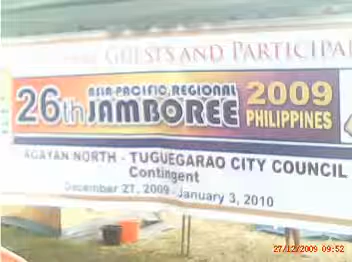 GUESTS AND PARTICIPA
26th ASIA-PACIFIC REGIONAL JAMBOREE 2009 PHILIPPINES
AGAYAN NORTH - TUGUEGARAO CITY COUNCIL
Contingent
December 27, 2009 - January 3, 2010
27/12/2009 09:52